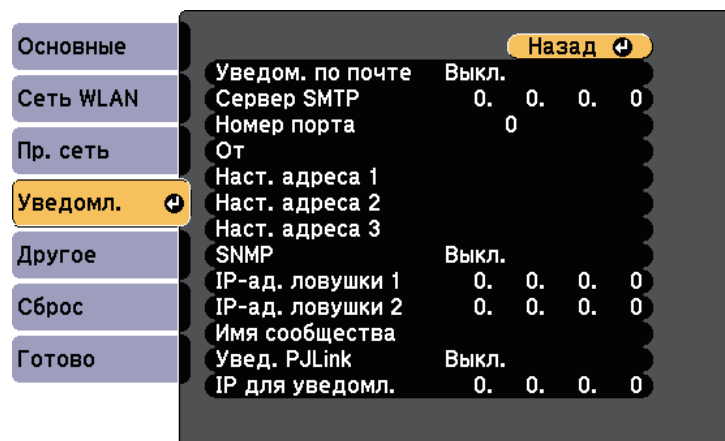 Основные
Сеть WLAN
Пр. сеть
Уведомл.
Другое
Сброс
Готово
Назад
Уведом. по почте Выкл.
Сервер SMTP 0. 0. 0. 0
Номер порта 0
От
Наст. адреса 1
Наст. адреса 2
Наст. адреса 3
SNMP Выкл.
IP-ад. ловушки 1 0. 0. 0. 0
IP-ад. ловушки 2 0. 0. 0. 0
Имя сообщества
Увед. PJLink Выкл.
IP для уведомл. 0. 0. 0. 0